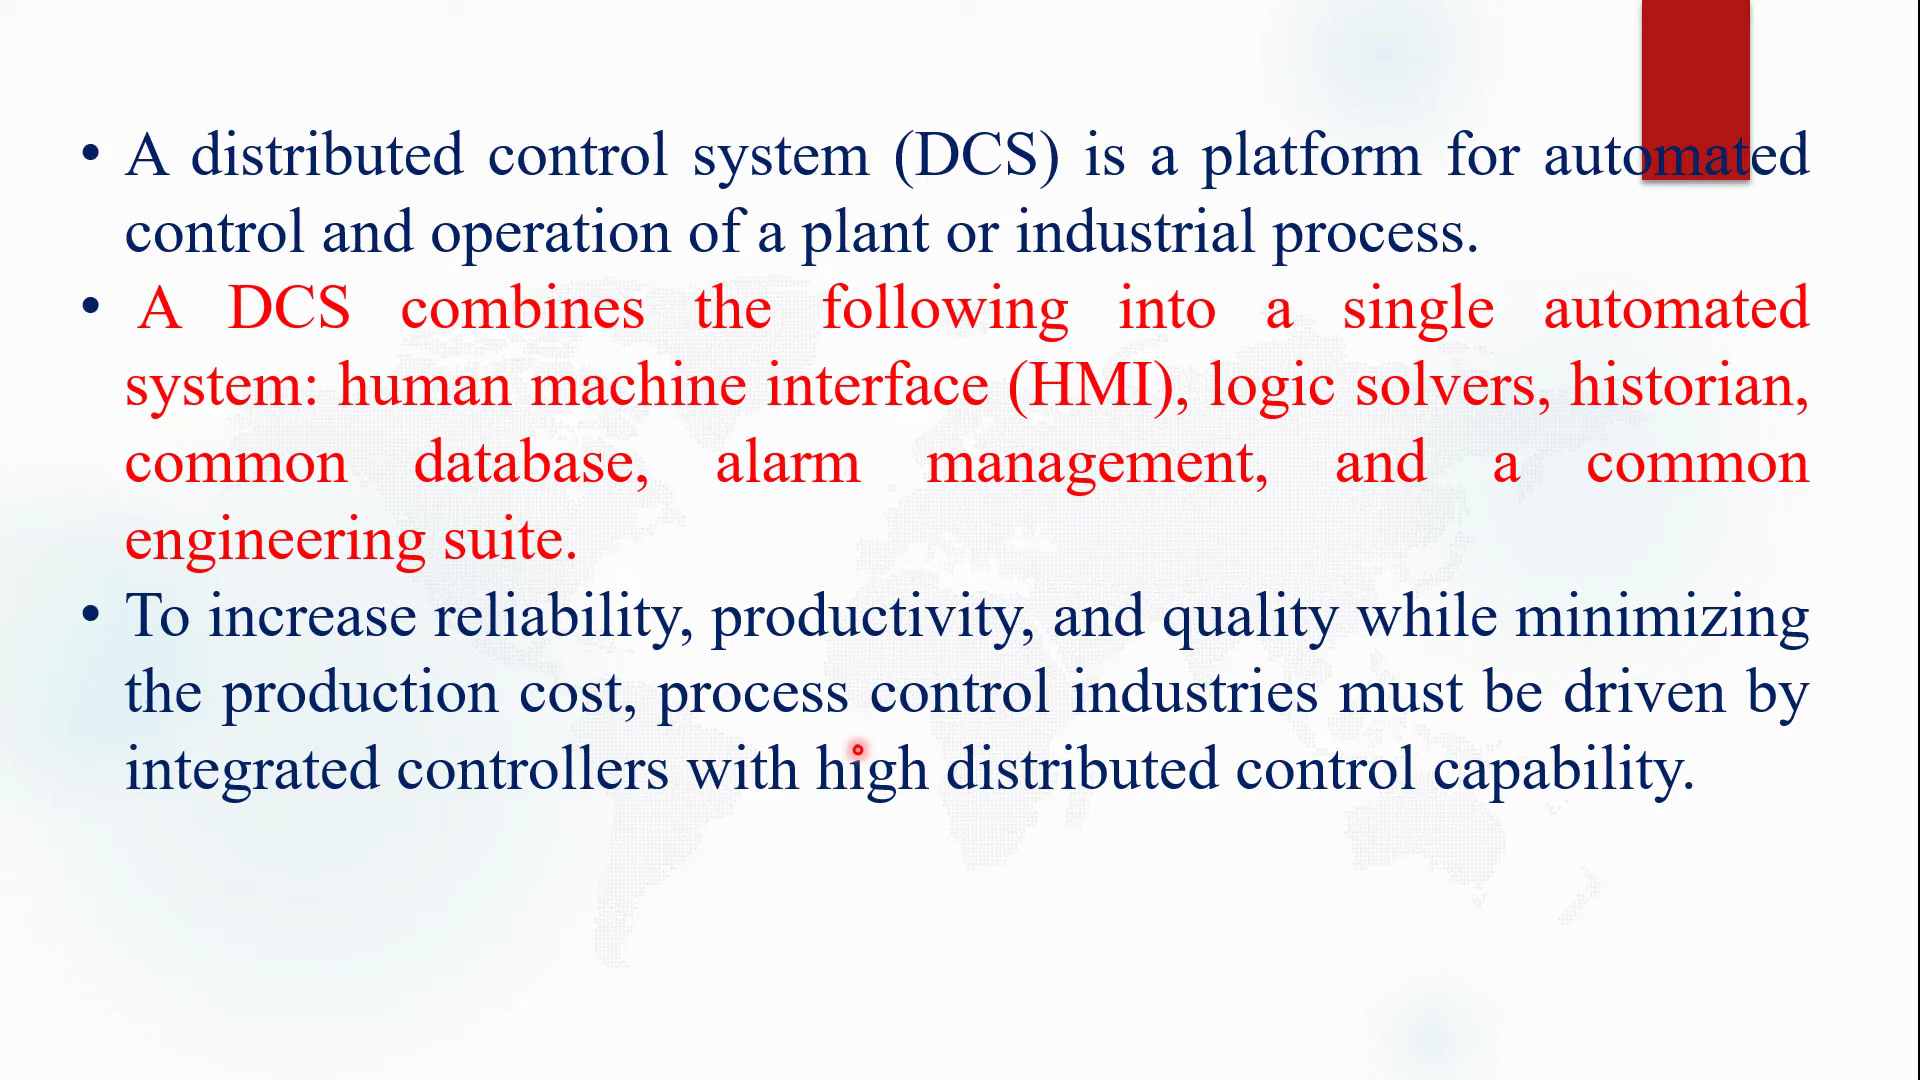 • A distributed control system (DCS) is a platform for automated
control and operation of a plant or industrial process.
• A DCS combines the following into a single automated
system: human machine interface (HMI), logic solvers, historian,
common database, alarm management, and a common
engineering suite.
• To increase reliability, productivity, and quality while minimizing
the production cost, process control industries must be driven by
integrated controllers with high distributed control capability.